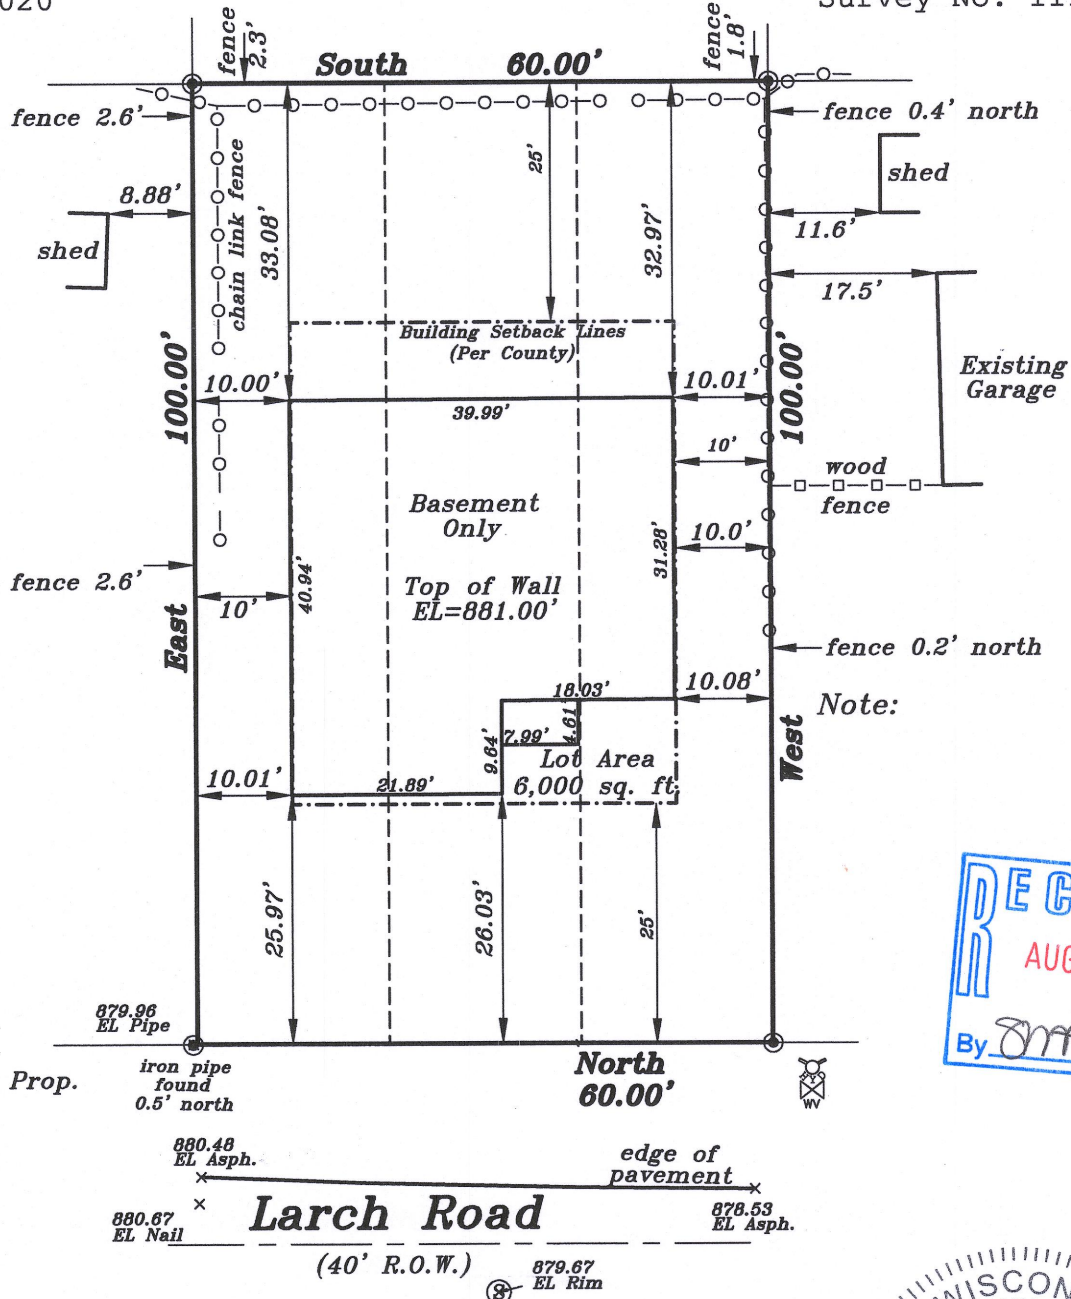 020
Survey No. 11
fence
2.3'
South 60.00'
fence
1.8'
fence 2.6'
fence 0.4' north
25'
shed
8.88'
chain link fence
33.08'
32.97'
11.6'
shed
17.5'
Building Setback Lines
(Per County)
100.00'
100.00'
Existing
Garage
10.00'
10.01'
39.99'
10'
wood
fence
Basement
Only
10.0'
31.28'
40.94'
fence 2.6'
Top of Wall
EL=881.00'
10'
East
fence 0.2' north
18.03'
10.08'
Note:
4.61'
7.99'
9.64'
West
Lot Area
6,000 sq. ft.
10.01'
21.89'
25.97'
26.03'
25'
REC
AUG
By
879.96
EL Pipe
Prop.
iron pipe
found
0.5' north
North
60.00'
WV
880.48
EL Asph.
edge of
pavement
880.67
EL Nail
Larch Road
878.53
EL Asph.
(40' R.O.W.)
S
879.67
EL Rim
WISCON